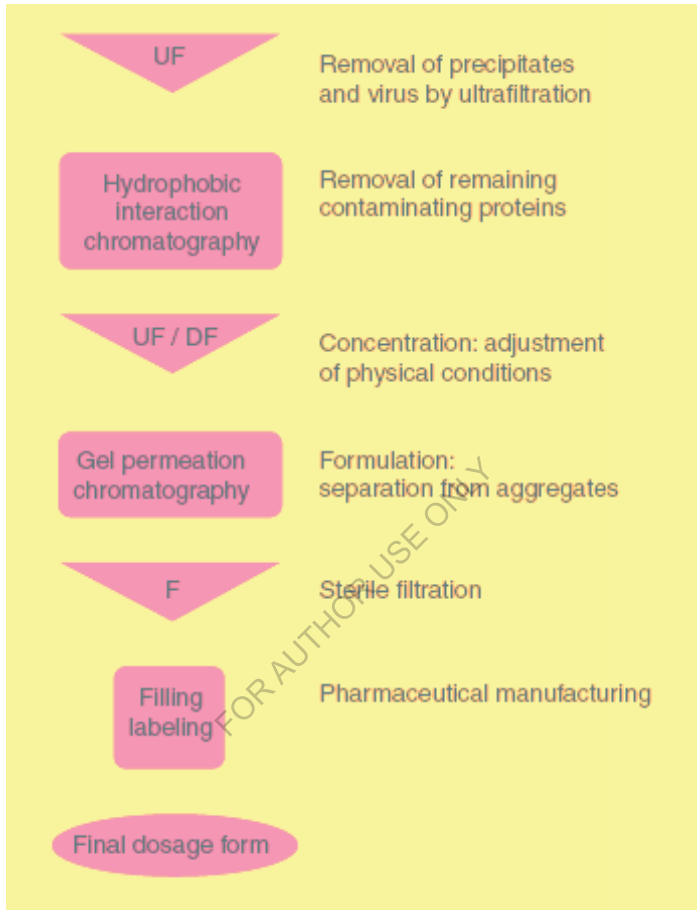 UF
Removal of precipitates
and virus by ultrafiltration
Hydrophobic
interaction
chromatography
Removal of remaining
contaminating proteins
UF / DF
Concentration: adjustment
of physical conditions
Gel permeation
chromatography
Formulation:
separation from aggregates
F
Sterile filtration
Filling
labeling
Pharmaceutical manufacturing
Final dosage form
FOR AUTHOR USE ONLY